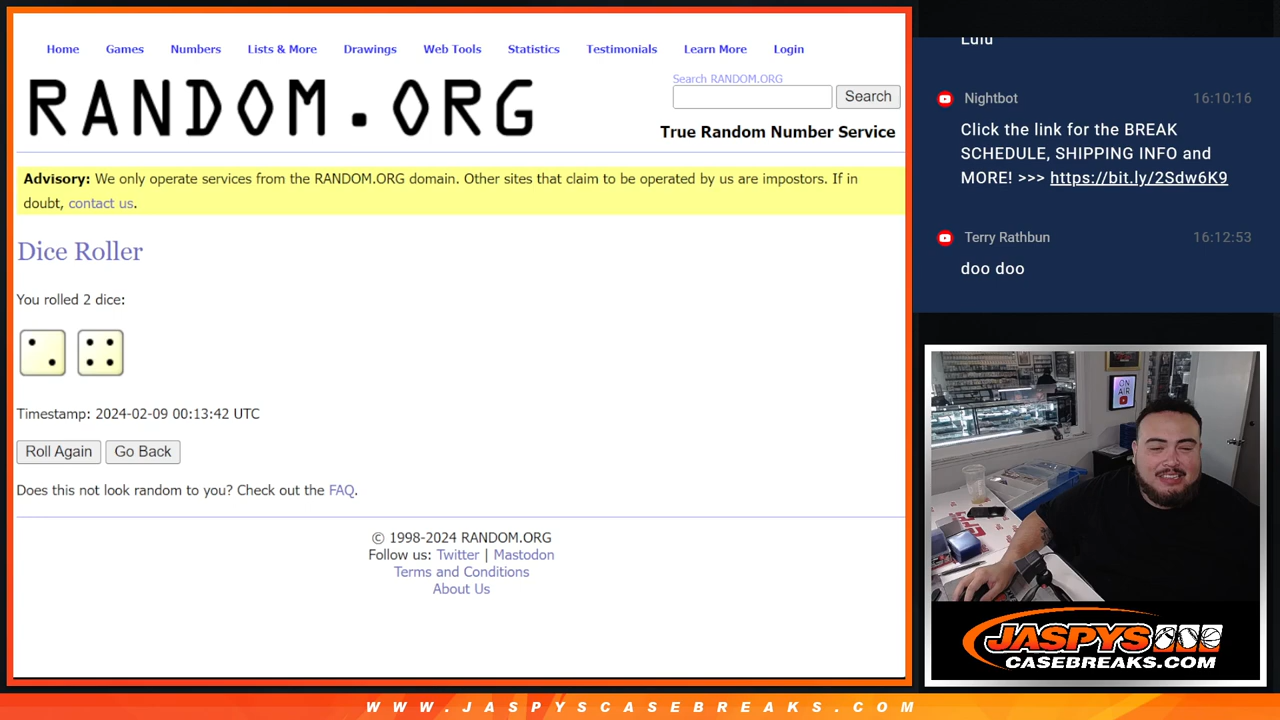 Home Games Numbers Lists & More Drawings Web Tools Statistics Testimonials Learn More Login
RANDOM.ORG
Search RANDOM.ORG
Search
True Random Number Service
Advisory: We only operate services from the RANDOM.ORG domain. Other sites that claim to be operated by us are impostors. If in
doubt, contact us.
Dice Roller
You rolled 2 dice:
Timestamp: 2024-02-09 00:13:42 UTC
Roll Again Go Back
Does this not look random to you? Check out the FAQ.
© 1998-2024 RANDOM.ORG
Follow us: Twitter | Mastodon
Terms and Conditions
About Us
Lulu
Nightbot 16:10:16
Click the link for the BREAK
SCHEDULE, SHIPPING INFO and
MORE! >>> https://bit.ly/2Sdw6K9
Terry Rathbun 16:12:53
doo doo
ON
AIR
JASPYS
CASEBREAKS.COM
WWW.JASPYSCASEBREAKS.COM